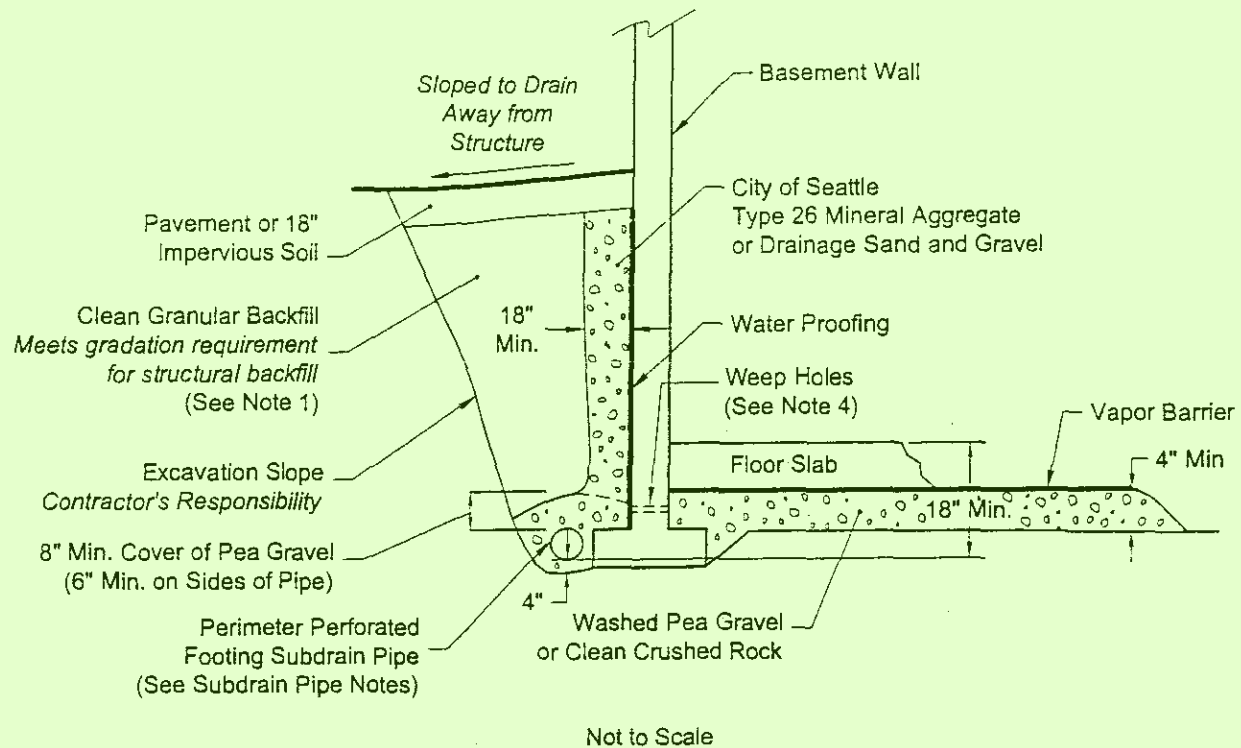 Sloped to Drain
Away from
Structure
Basement Wall
City of Seattle
Type 26 Mineral Aggregate
or Drainage Sand and Gravel
Pavement or 18"
Impervious Soil
Clean Granular Backfill
Meets gradation requirement
for structural backfill
(See Note 1)
18"
Min.
Water Proofing
Weep Holes
(See Note 4)
Vapor Barrier
4" Min
Floor Slab
Excavation Slope
Contractor's Responsibility
18" Min.
8" Min. Cover of Pea Gravel
(6" Min. on Sides of Pipe)
4"
Perimeter Perforated
Footing Subdrain Pipe
(See Subdrain Pipe Notes)
Washed Pea Gravel
or Clean Crushed Rock
Not to Scale